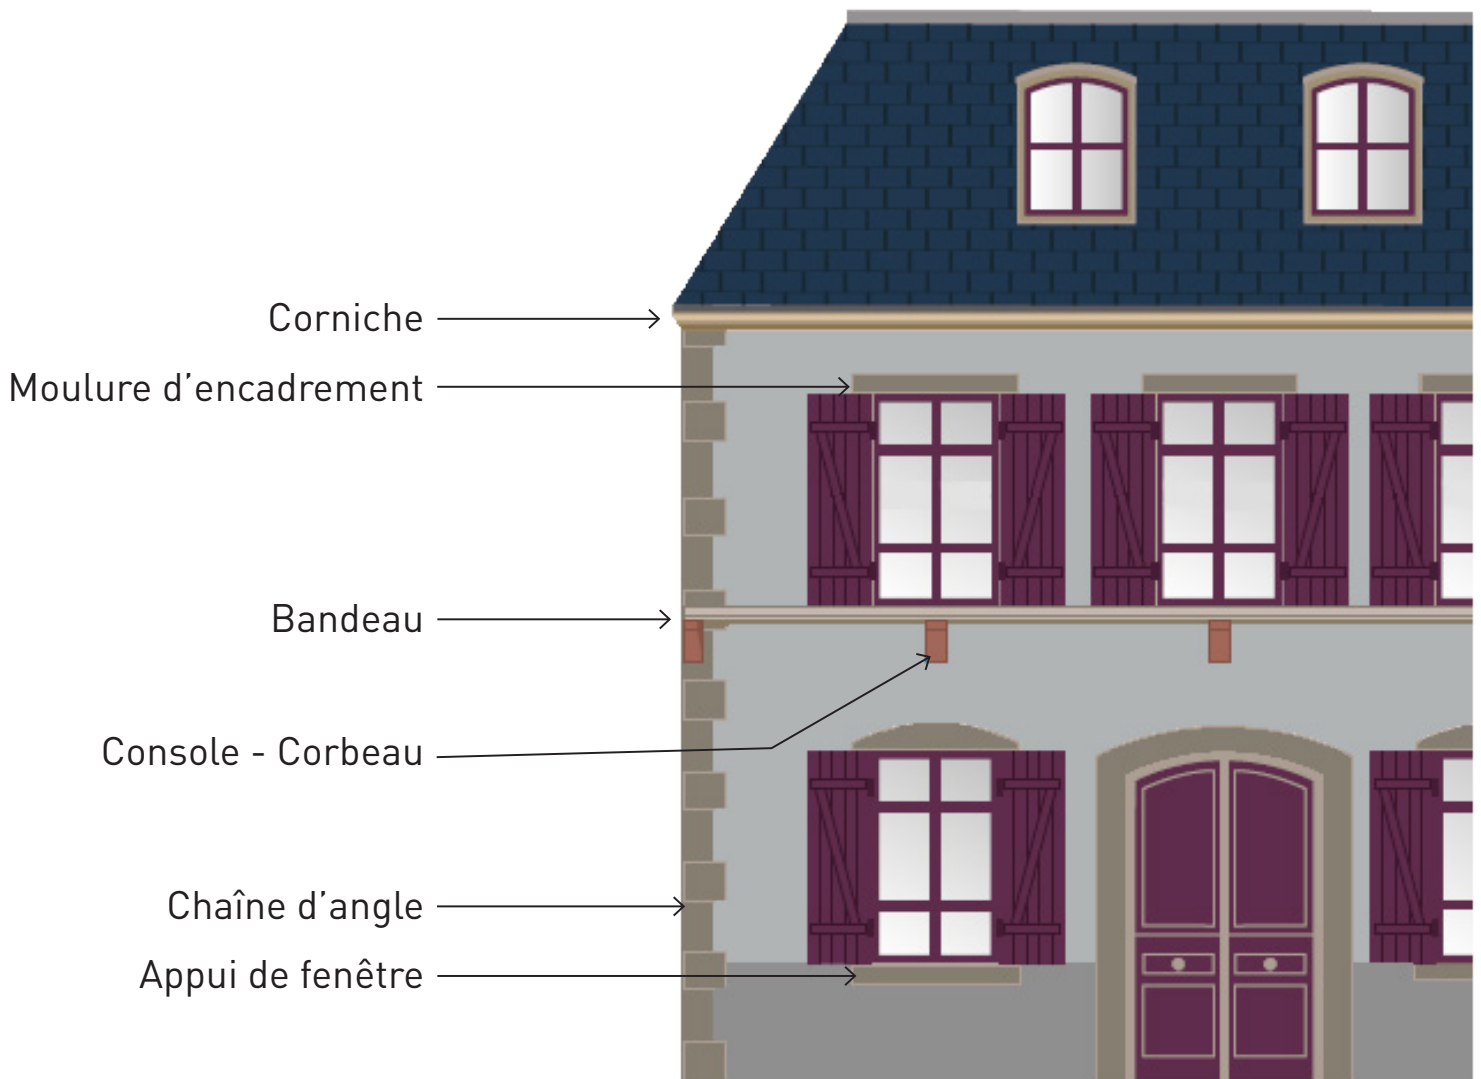 Corniche
Moulure d'encadrement
Bandeau
Console - Corbeau
Chaîne d'angle
Appui de fenêtre